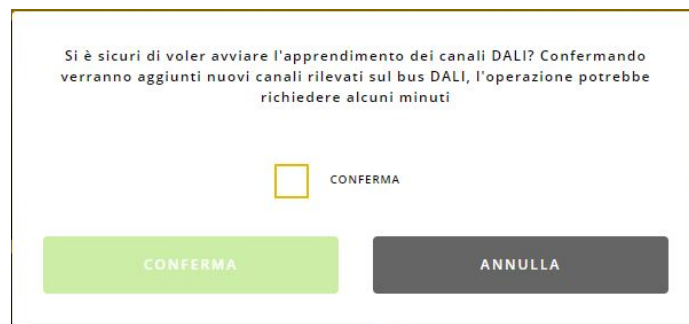 Si è sicuri di voler avviare l'apprendimento dei canali DALI? Confermando
verranno aggiunti nuovi canali rilevati sul bus DALI, l'operazione potrebbe
richiedere alcuni minuti
CONFERMA
CONFERMA
ANNULLA